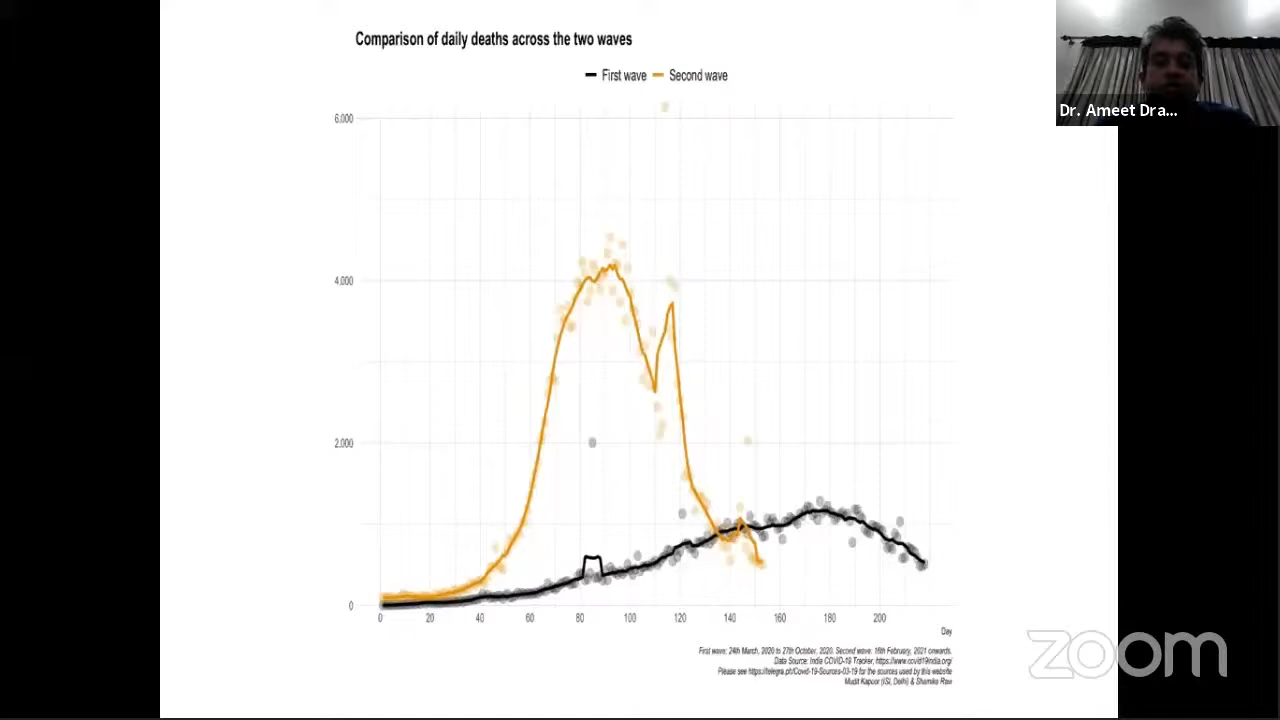 Comparison of daily deaths across the two waves
First wave Second wave
Dr. Ameet Dra...
6,000
4,000
2,000
0
0 20 40 60 80 100 120 140 160 180 200
Day
First wave: 24th March, 2020 to 27th October, 2020. Second wave: 16th February, 2021 onwards.
Data Source: India COVID-19 Tracker, https://www.covid19india.org/
Please see https://telegra.ph/Covid-19-Sources-03-19 for the sources used by this website
Mudit Kapoor (ISI, Delhi) & Shamika Ravi
zoom